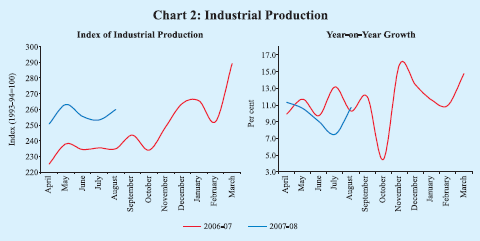 Chart 2: Industrial Production
Index of Industrial Production
Index (1993-94=100)
300
290
280
270
260
250
240
230
220
April
May
June
July
August
September
October
November
December
January
February
March
Year-on-Year Growth
Per cent
17.0
15.0
13.0
11.0
9.0
7.0
5.0
3.0
April
May
June
July
August
September
October
November
December
January
February
March
2006-07 2007-08